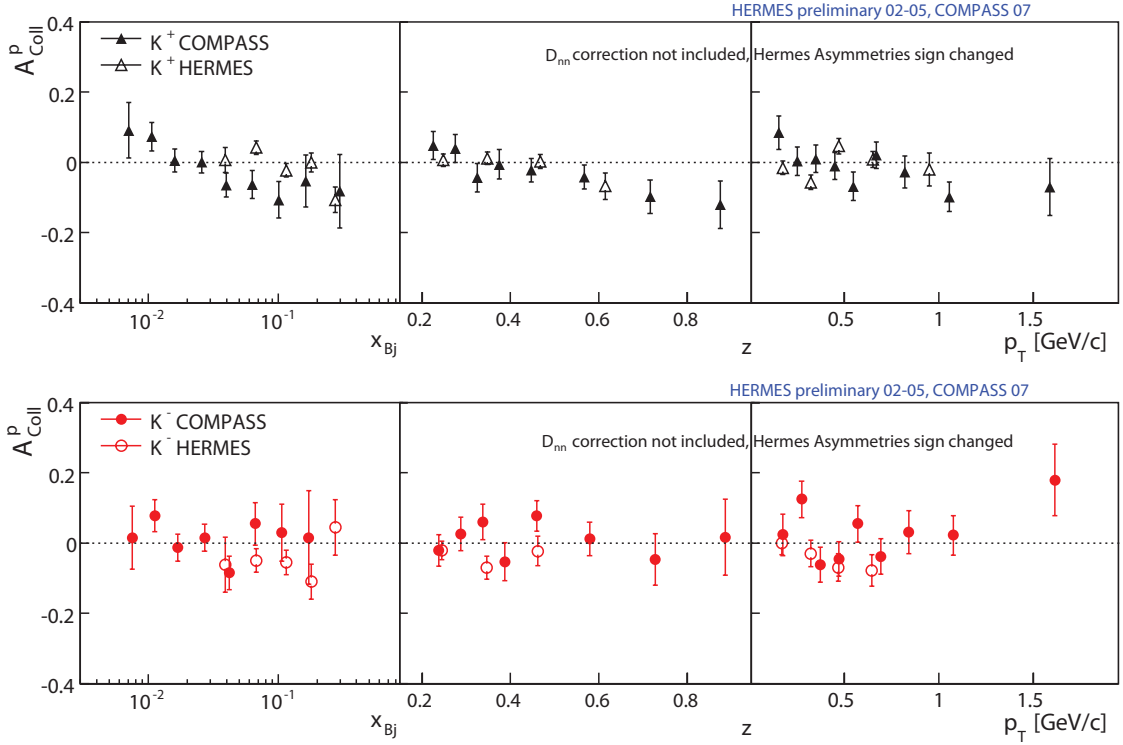 HERMES preliminary 02-05, COMPASS 07
A^p_Coll
0.4
0.2
0
-0.2
-0.4
K^+ COMPASS
K^+ HERMES
D_nn correction not included, Hermes Asymmetries sign changed
10^-2 10^-1 0.2 0.4 0.6 0.8 0.5 1 1.5
x_Bj z p_T [GeV/c]
HERMES preliminary 02-05, COMPASS 07
A^p_Coll
0.4
0.2
0
-0.2
-0.4
K^- COMPASS
K^- HERMES
D_nn correction not included, Hermes Asymmetries sign changed
10^-2 10^-1 0.2 0.4 0.6 0.8 0.5 1 1.5
x_Bj z p_T [GeV/c]